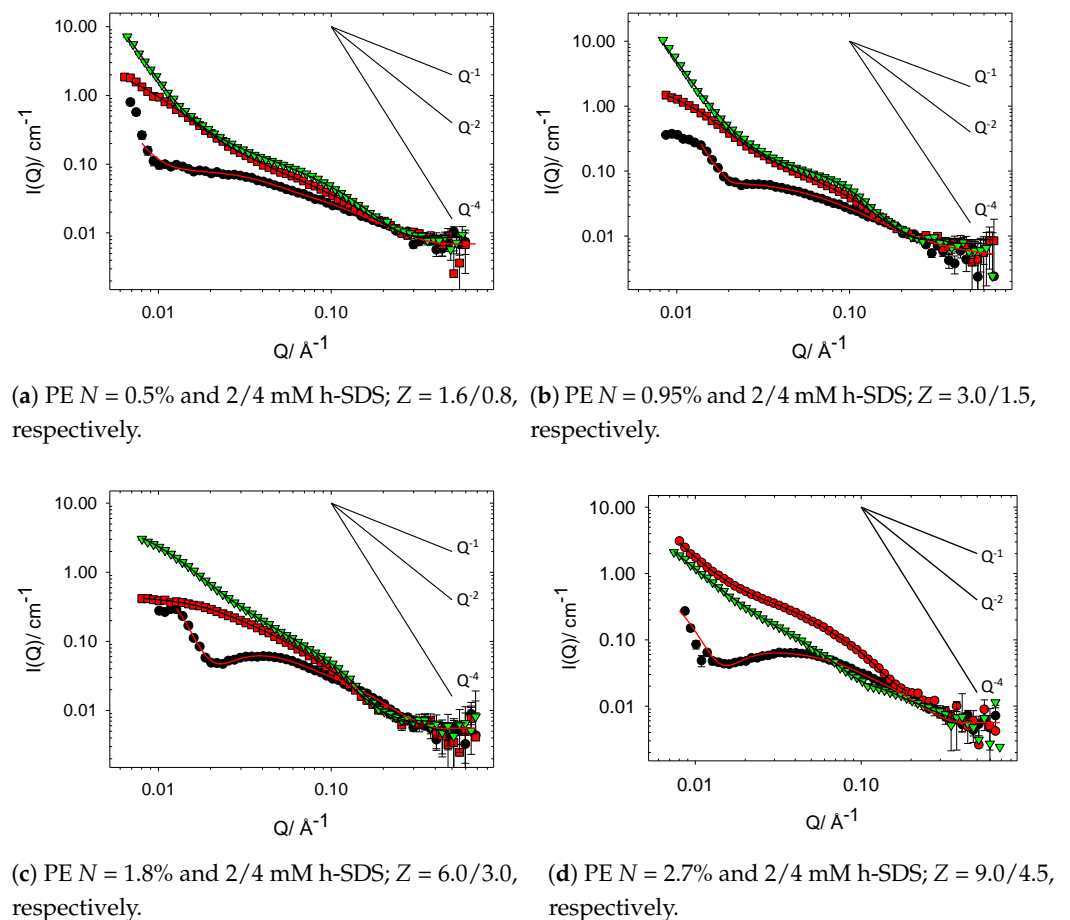 10.00
1.00
0.10
0.01
I(Q)/ cm⁻¹
Q⁻¹
Q⁻²
Q⁻⁴
0.01 0.10
Q/ Å⁻¹
10.00
1.00
0.10
0.01
I(Q)/ cm⁻¹
Q⁻¹
Q⁻²
Q⁻⁴
0.01 0.10
Q/ Å⁻¹
(a) PE N = 0.5% and 2/4 mM h-SDS; Z = 1.6/0.8,
respectively.
(b) PE N = 0.95% and 2/4 mM h-SDS; Z = 3.0/1.5,
respectively.
10.00
1.00
0.10
0.01
I(Q)/ cm⁻¹
Q⁻¹
Q⁻²
Q⁻⁴
0.01 0.10
Q/ Å⁻¹
10.00
1.00
0.10
0.01
I(Q)/ cm⁻¹
Q⁻¹
Q⁻²
Q⁻⁴
0.01 0.10
Q/ Å⁻¹
(c) PE N = 1.8% and 2/4 mM h-SDS; Z = 6.0/3.0,
respectively.
(d) PE N = 2.7% and 2/4 mM h-SDS; Z = 9.0/4.5,
respectively.